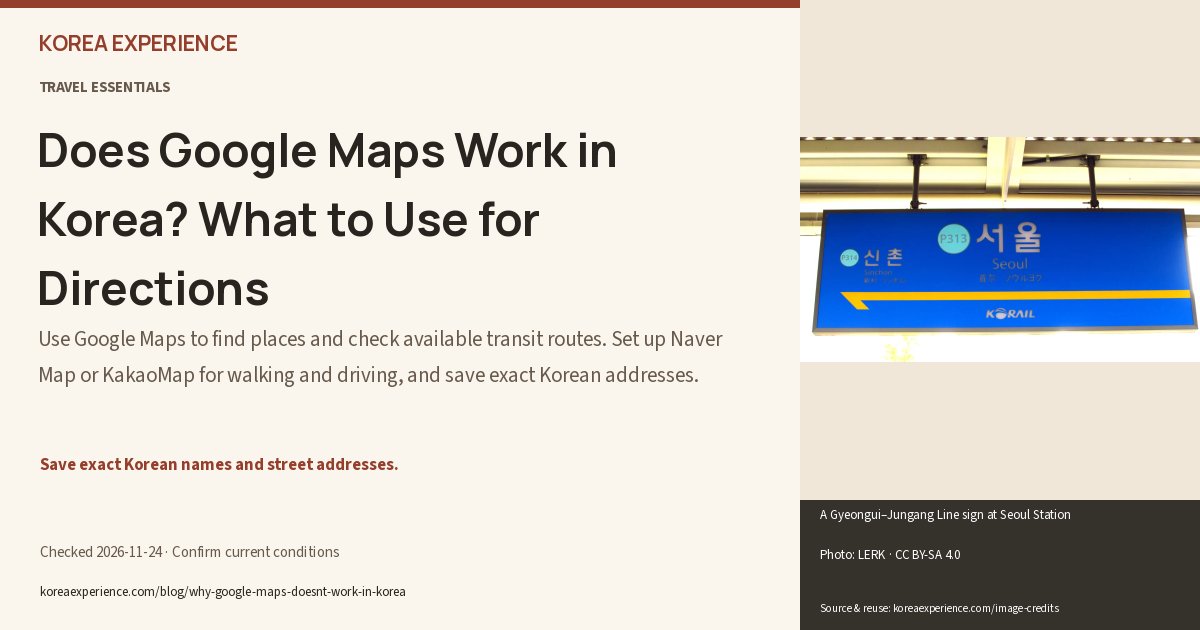 KOREA EXPERIENCE
TRAVEL ESSENTIALS
Does Google Maps Work in
Korea? What to Use for
Directions
Use Google Maps to find places and check available transit routes. Set up Naver
Map or KakaoMap for walking and driving, and save exact Korean addresses.
Save exact Korean names and street addresses.
Checked 2026-11-24 · Confirm current conditions
koreaexperience.com/blog/why-google-maps-doesnt-work-in-korea
P313 서울
Seoul
P314 신촌
Sinchon
KORAIL
A Gyeongui–Jungang Line sign at Seoul Station
Photo: LERK · CC BY-SA 4.0
Source & reuse: koreaexperience.com/image-credits